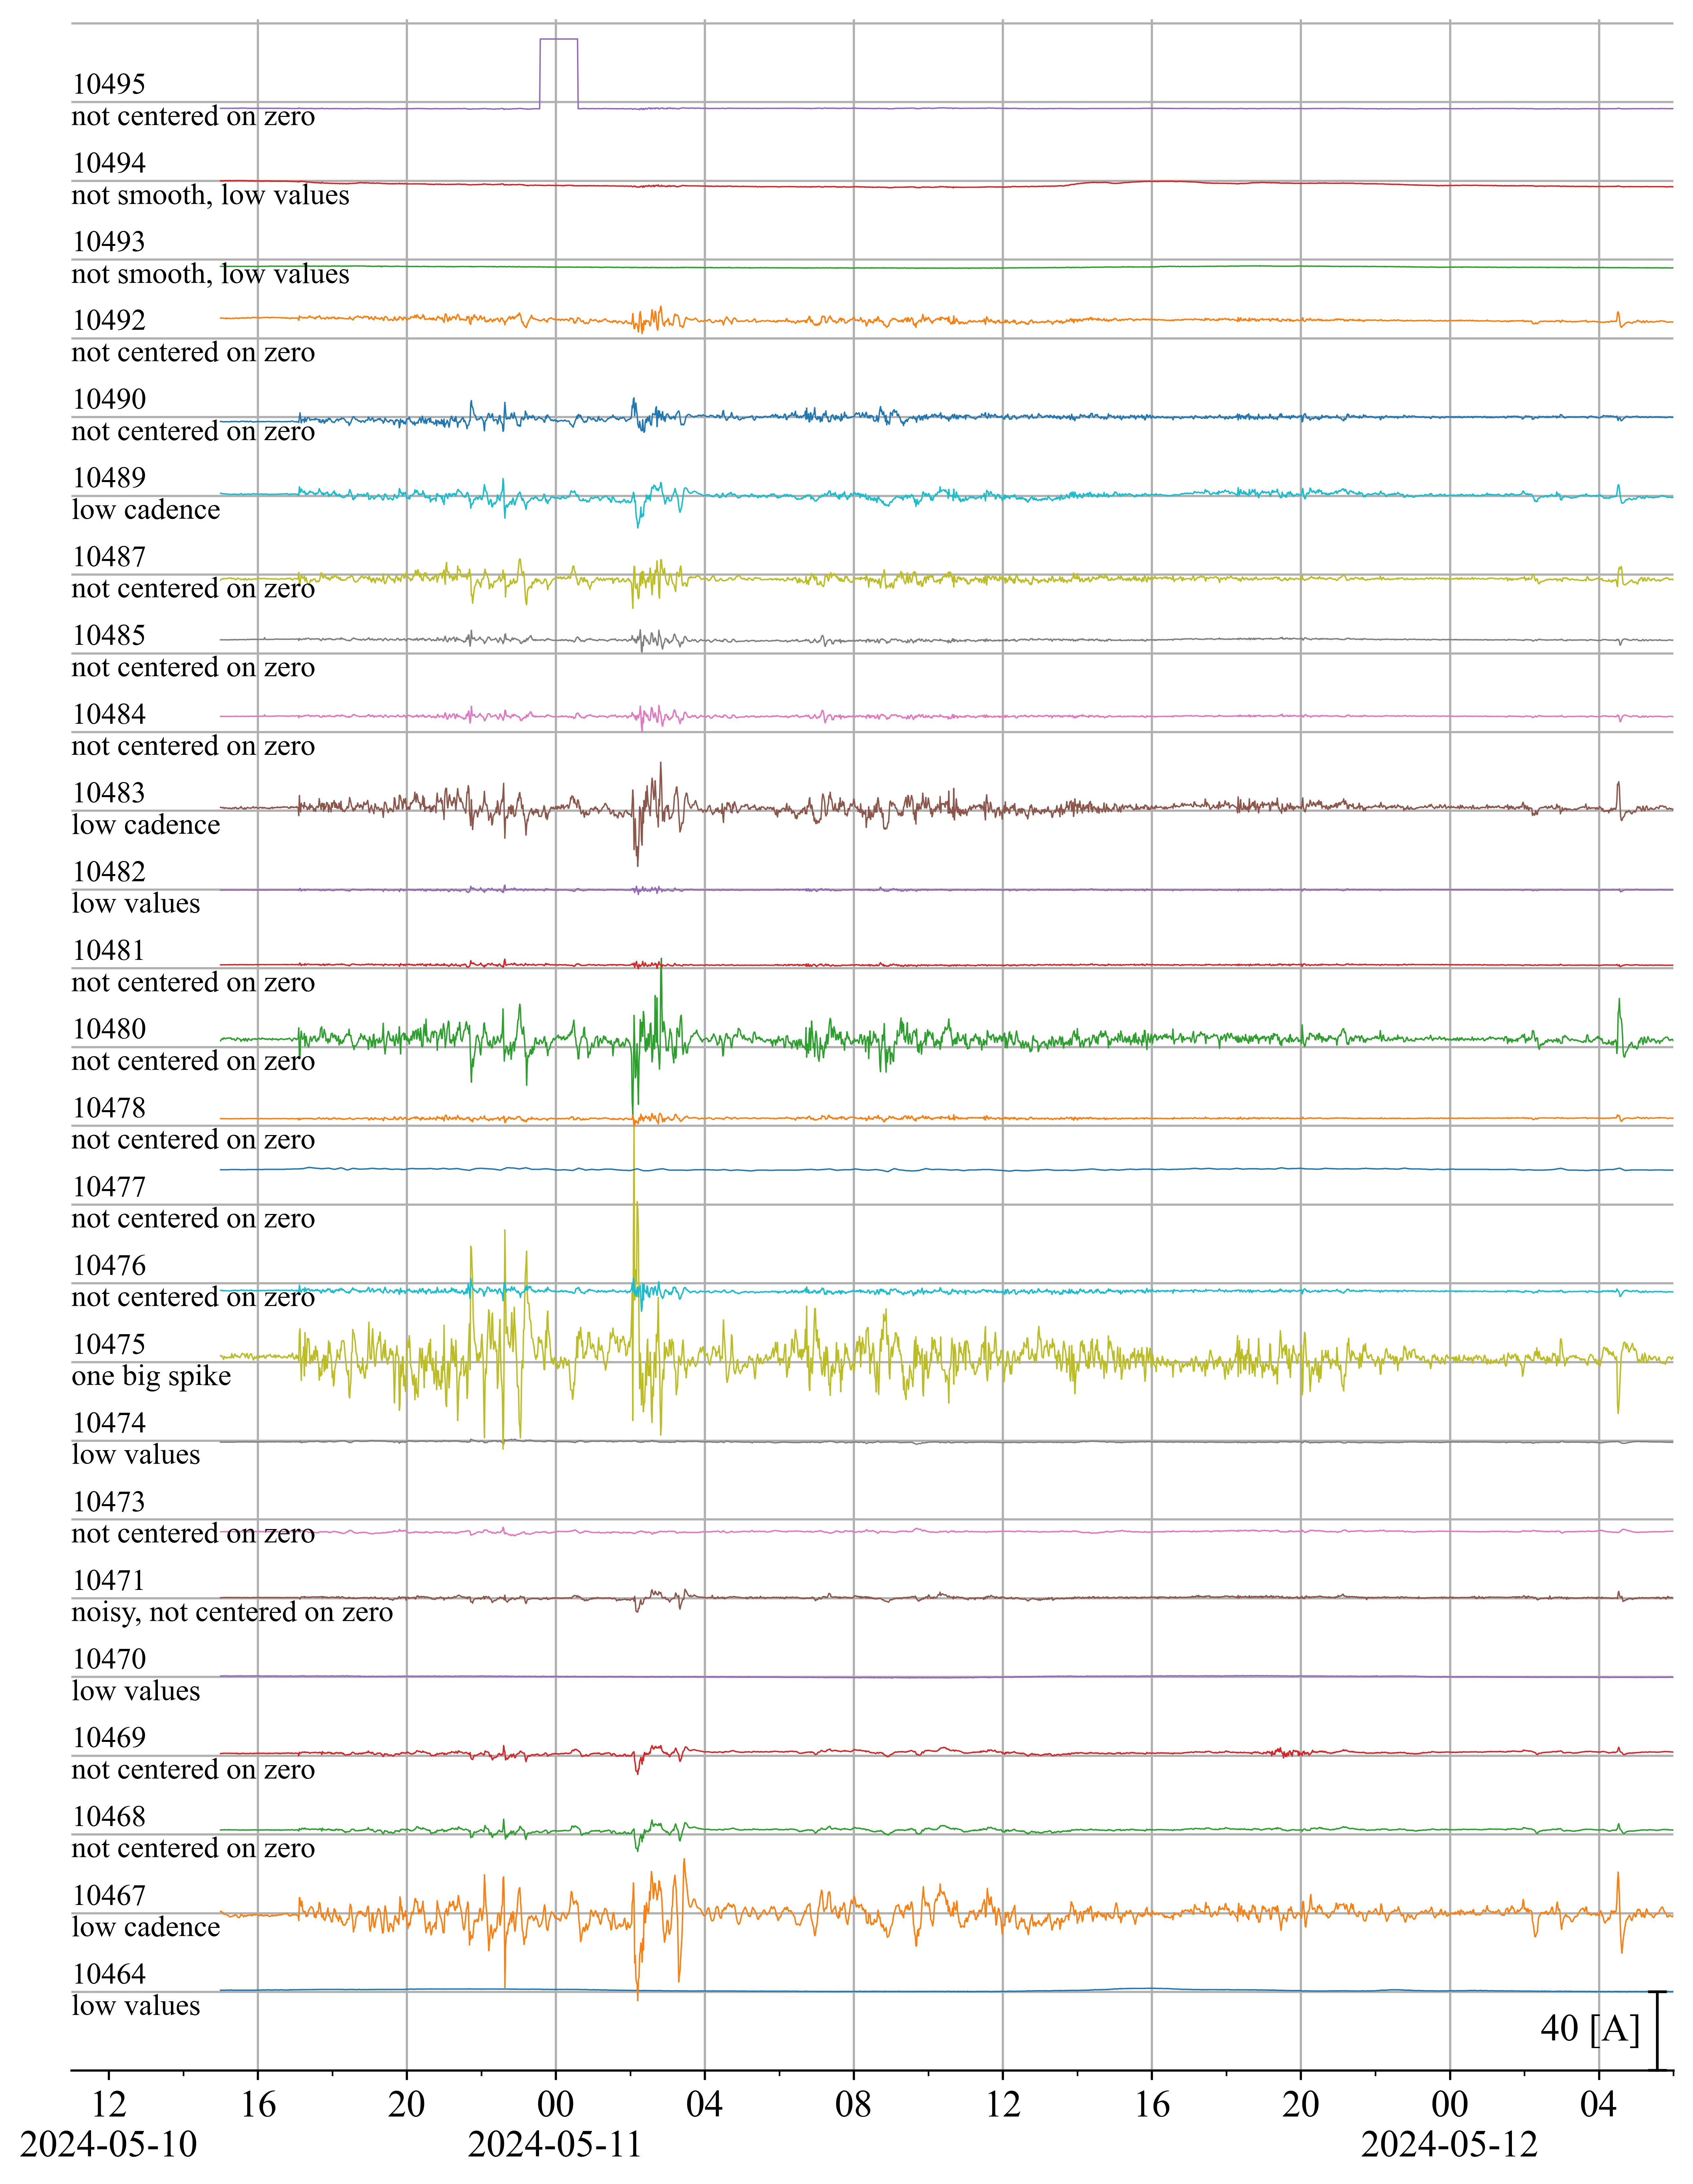 10495
not centered on zero
10494
not smooth, low values
10493
not smooth, low values
10492
not centered on zero
10490
not centered on zero
10489
low cadence
10487
not centered on zero
10485
not centered on zero
10484
not centered on zero
10483
low cadence
10482
low values
10481
not centered on zero
10480
not centered on zero
10478
not centered on zero
10477
not centered on zero
10476
not centered on zero
10475
one big spike
10474
low values
10473
not centered on zero
10471
noisy, not centered on zero
10470
low values
10469
not centered on zero
10468
not centered on zero
10467
low cadence
10464
low values
40 [A]
12 16 20 00 04 08 12 16 20 00 04
2024-05-10 2024-05-11 2024-05-12